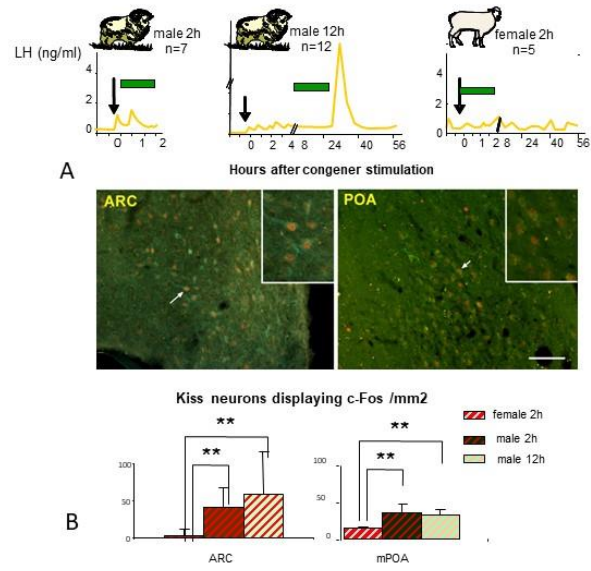 male 2h
n=7
male 12h
n=12
female 2h
n=5
LH (ng/ml)
4
2
0
0 1 2
0 2 4 8 24 40 56
4
2
0
0 2 8 24 40 56
A
Hours after congener stimulation
ARC
POA
Kiss neurons displaying c-Fos /mm2
female 2h
male 2h
male 12h
**
**
**
**
100
50
0
100
50
0
B
ARC
mPOA